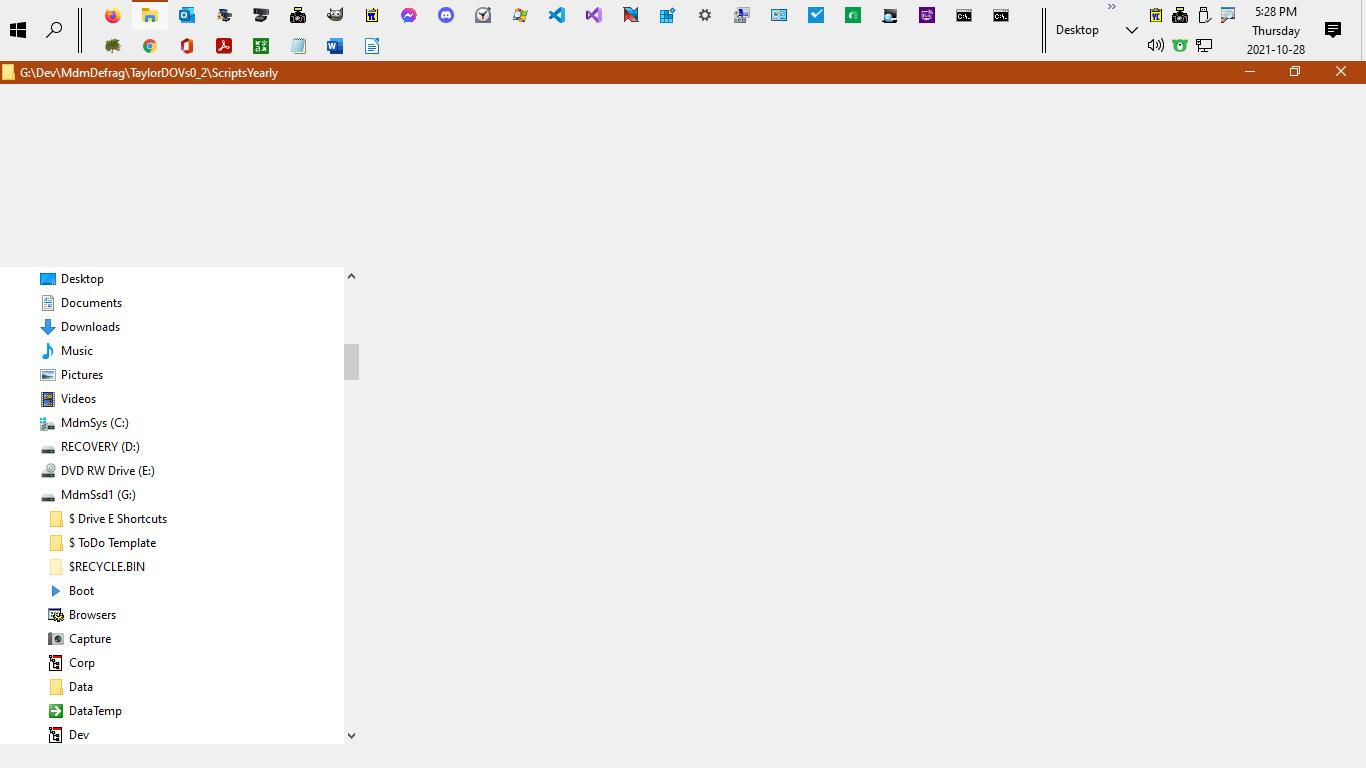 5:28 PM
Desktop
Thursday
2021-10-28
G:\Dev\MdmDefrag\TaylorDOVs0_2\ScriptsYearly
Desktop
Documents
Downloads
Music
Pictures
Videos
MdmSys (C:)
RECOVERY (D:)
DVD RW Drive (E:)
MdmSsd1 (G:)
$ Drive E Shortcuts
$ ToDo Template
$RECYCLE.BIN
Boot
Browsers
Capture
Corp
Data
DataTemp
Dev